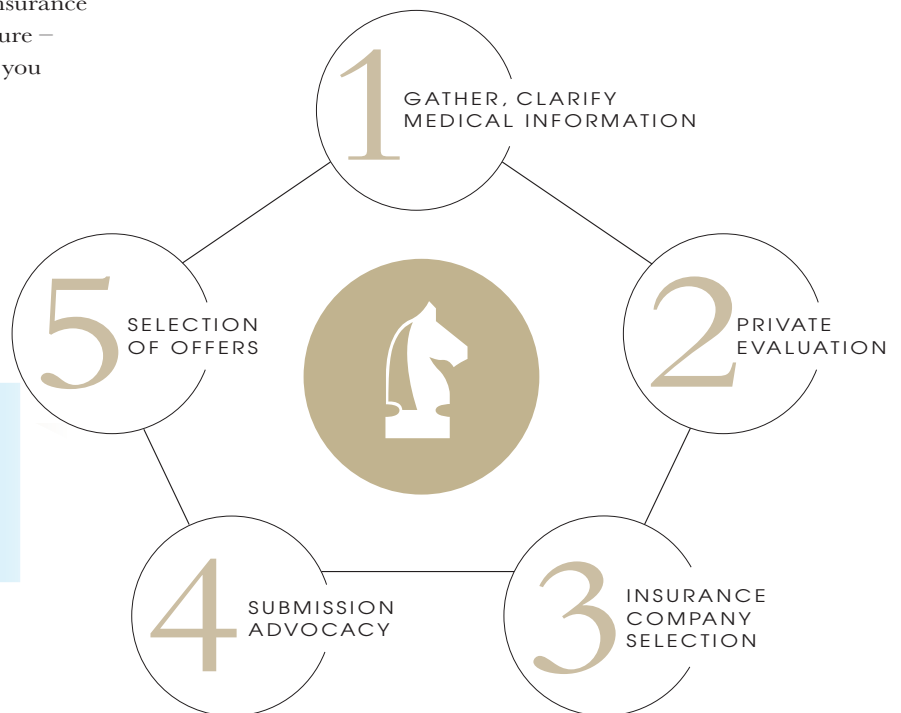 nsurance
ure –
you
1
GATHER, CLARIFY
MEDICAL INFORMATION
2
PRIVATE
EVALUATION
3
INSURANCE
COMPANY
SELECTION
4
SUBMISSION
ADVOCACY
5
SELECTION
OF OFFERS